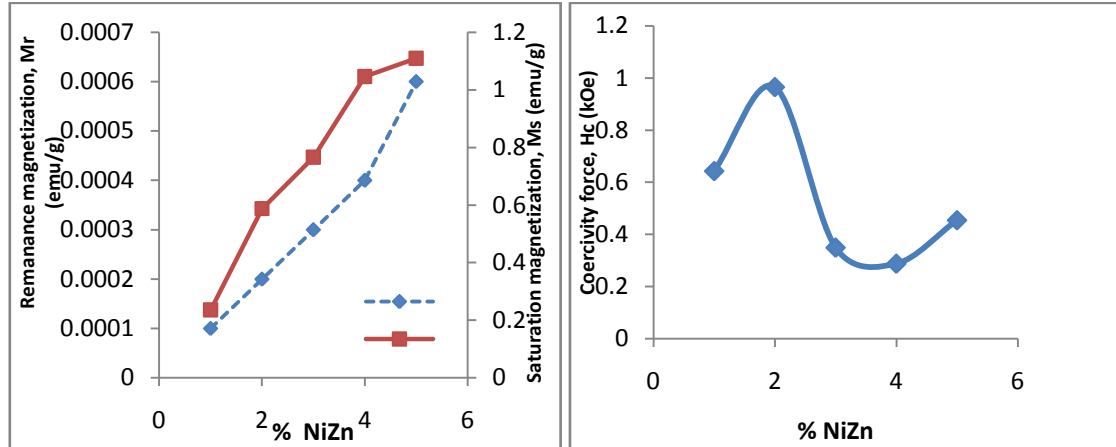 Remanance magnetization, Mr
(emu/g)
0.0007
0.0006
0.0005
0.0004
0.0003
0.0002
0.0001
0
0 2 4 6
% NiZn
1.2
1
0.8
0.6
0.4
0.2
0
Saturation magnetization, Ms (emu/g)
Coercivity force, Hc (kOe)
1.2
1
0.8
0.6
0.4
0.2
0
0 2 4 6
% NiZn